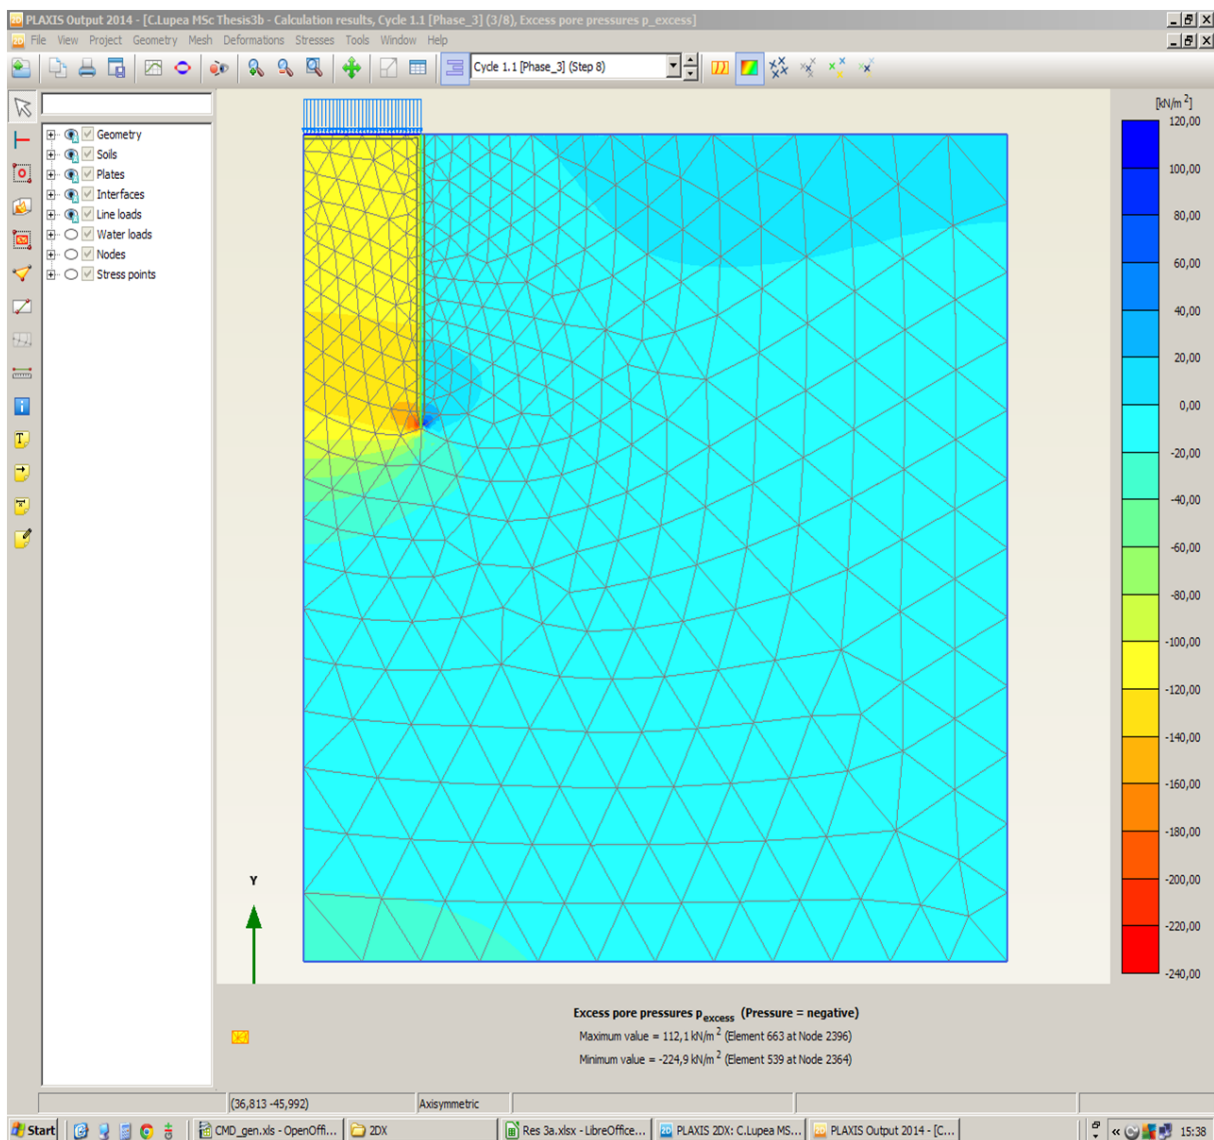 PLAXIS Output 2014 - [C.Lupea MSc Thesis3b - Calculation results, Cycle 1.1 [Phase_3] (3/8), Excess pore pressures p_excess]
File View Project Geometry Mesh Deformations Stresses Tools Window Help
Cycle 1.1 [Phase_3] (Step 8)
Geometry
Soils
Plates
Interfaces
Line loads
Water loads
Nodes
Stress points
[kN/m²]
120,00
100,00
80,00
60,00
40,00
20,00
0,00
-20,00
-40,00
-60,00
-80,00
-100,00
-120,00
-140,00
-160,00
-180,00
-200,00
-220,00
-240,00
Y
Excess pore pressures p_excess (Pressure = negative)
Maximum value = 112,1 kN/m² (Element 663 at Node 2396)
Minimum value = -224,9 kN/m² (Element 539 at Node 2364)
(36,813 -45,992) Axisymmetric
Start CMD_gen.xls - OpenOffi... 2DX Res 3a.xlsx - LibreOffice... PLAXIS 2DX: C.Lupea MS... PLAXIS Output 2014 - [C... « 15:38